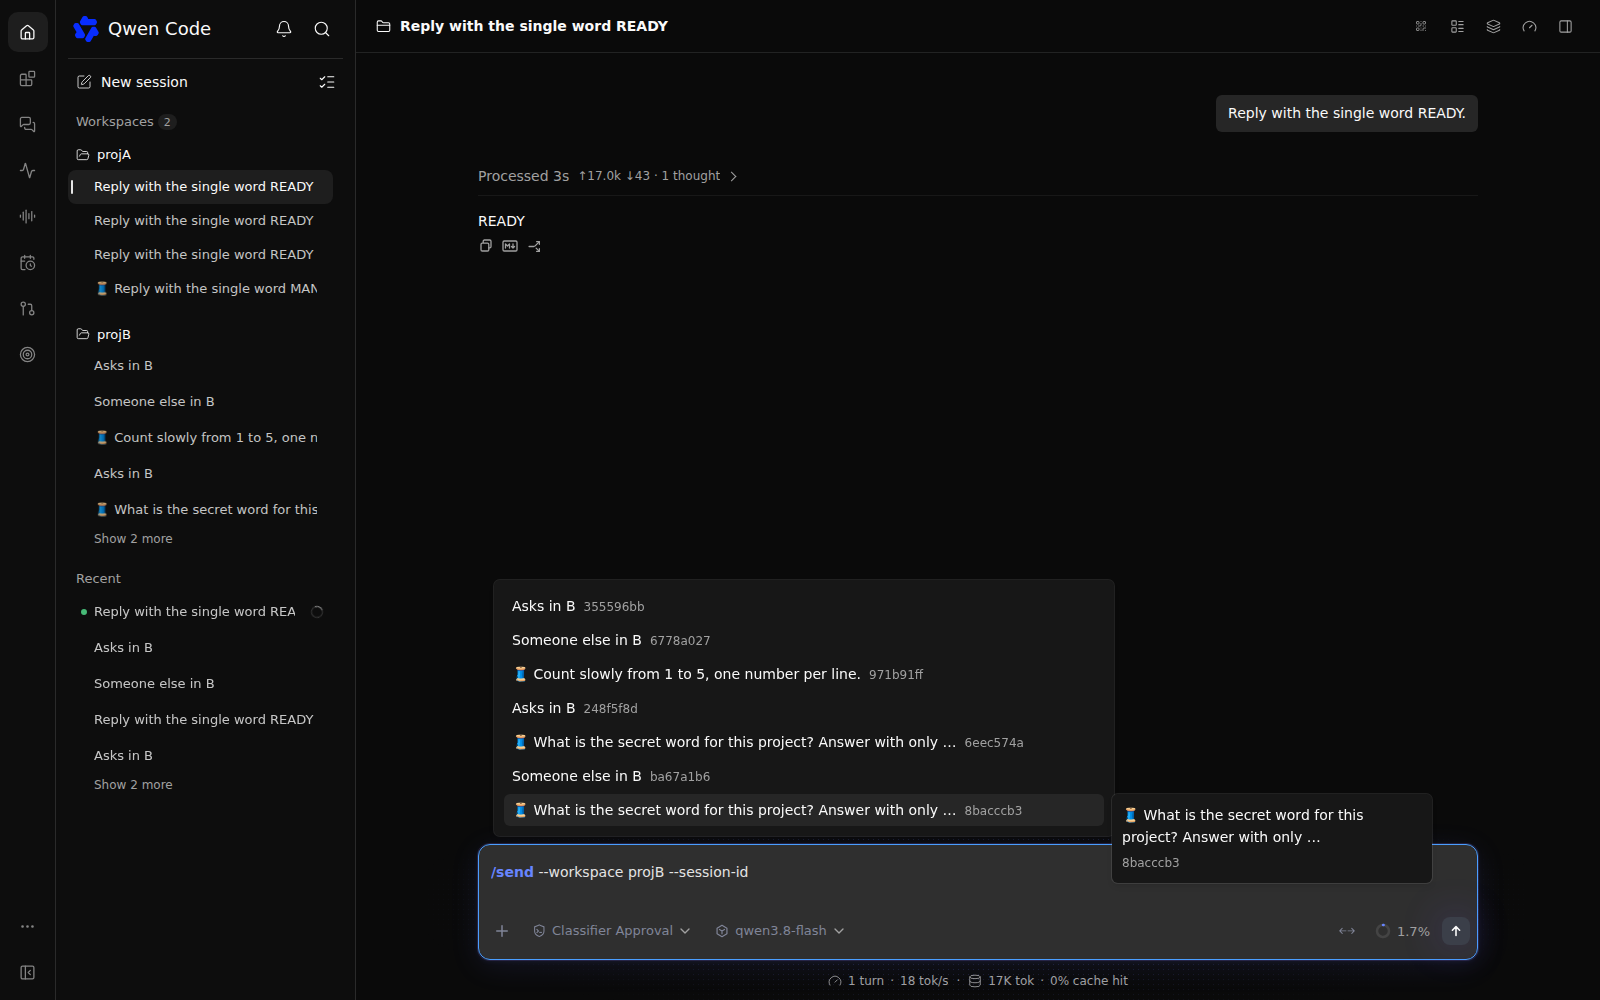 Qwen Code
New session
Workspaces 2
projA
Reply with the single word READY
Reply with the single word READY
Reply with the single word READY
🧵 Reply with the single word MAN
projB
Asks in B
Someone else in B
🧵 Count slowly from 1 to 5, one n
Asks in B
🧵 What is the secret word for this
Show 2 more
Recent
Reply with the single word REA
Asks in B
Someone else in B
Reply with the single word READY
Asks in B
Show 2 more
Reply with the single word READY
Reply with the single word READY.
Processed 3s ↑17.0k ↓43 · 1 thought
READY
Asks in B 355596bb
Someone else in B 6778a027
🧵 Count slowly from 1 to 5, one number per line. 971b91ff
Asks in B 248f5f8d
🧵 What is the secret word for this project? Answer with only … 6eec574a
Someone else in B ba67a1b6
🧵 What is the secret word for this project? Answer with only … 8bacccb3
🧵 What is the secret word for this
project? Answer with only …
8bacccb3
/send --workspace projB --session-id
Classifier Approval qwen3.8-flash 1.7%
1 turn · 18 tok/s · 17K tok · 0% cache hit